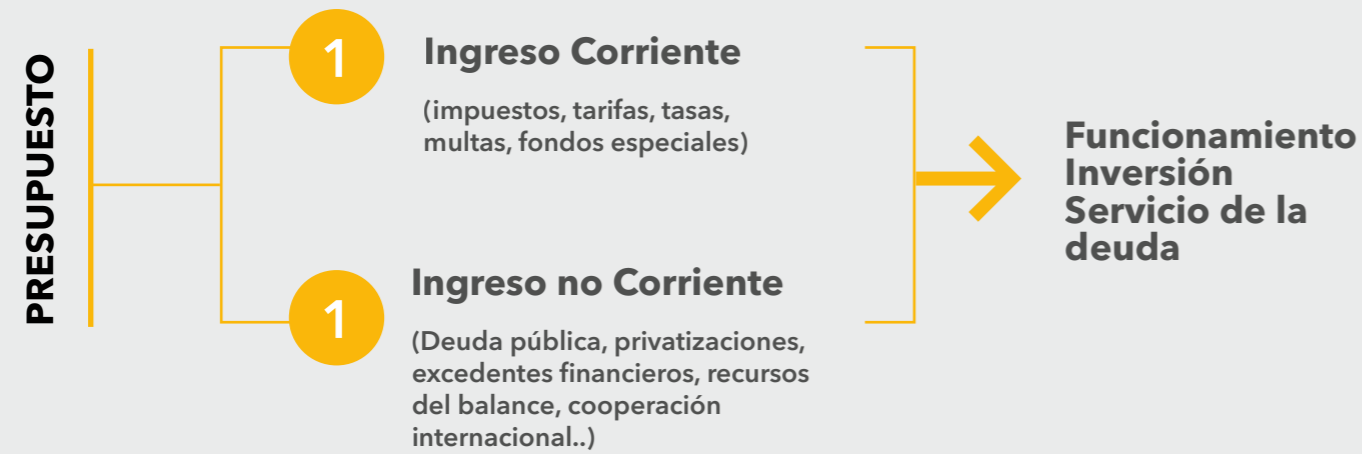 PRESUPUESTO
1
Ingreso Corriente
(impuestos, tarifas, tasas,
multas, fondos especiales)
1
Ingreso no Corriente
(Deuda pública, privatizaciones,
excedentes financieros, recursos
del balance, cooperación
internacional..)
Funcionamiento
Inversión
Servicio de la
deuda